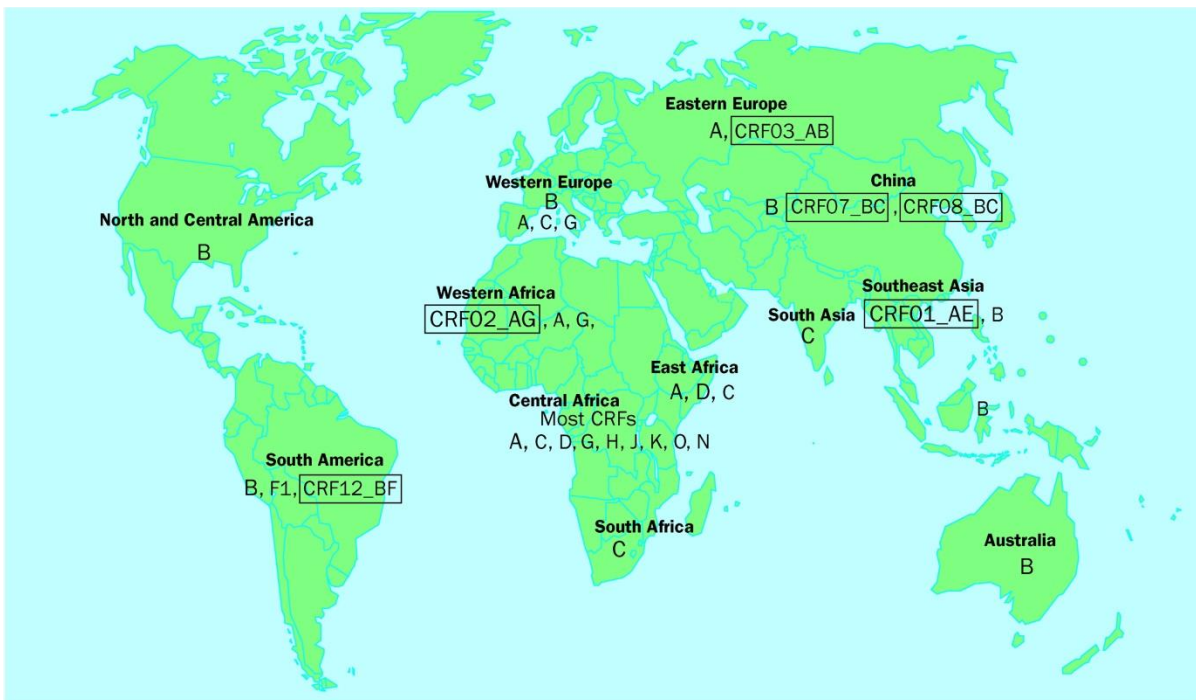 Eastern Europe
A, CRF03_AB
Western Europe
B
A, C, G
China
B CRF07_BC , CRF08_BC
North and Central America
B
Western Africa
CRF02_AG , A, G,
Southeast Asia
CRF01_AE , B
South Asia
C
East Africa
A, D, C
Central Africa
Most CRFs
A, C, D, G, H, J, K, O, N
B
South America
B, F1, CRF12_BF
South Africa
C
Australia
B